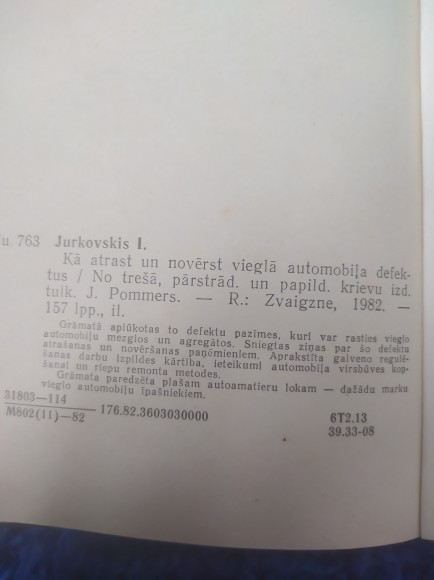 Ju 763 Jurkovskis I.
Kā atrast un novērst vieglā automobiļa defek-
tus / No trešā, pārstrād. un papild. krievu izd.
tulk. J. Pommers. — R.: Zvaigzne, 1982. —
157 lpp., il.
Grāmatā aplūkotas to defektu pazīmes, kuri var rasties vieglo
automobiļu mezglos un agregātos. Sniegtas ziņas par šo defektu
atrašanas un novēršanas paņēmieniem. Aprakstīta galveno regulē-
šanas darbu izpildes kārtība, ieteikumi automobiļa virsbūves kop-
šanai un riepu remonta metodes.
Grāmata paredzēta plašam autoamatieru lokam — dažādu marku
vieglo automobiļu īpašniekiem.
31803—114
M802(11)—82
176.82.3603030000
6T2.13
39.33-08